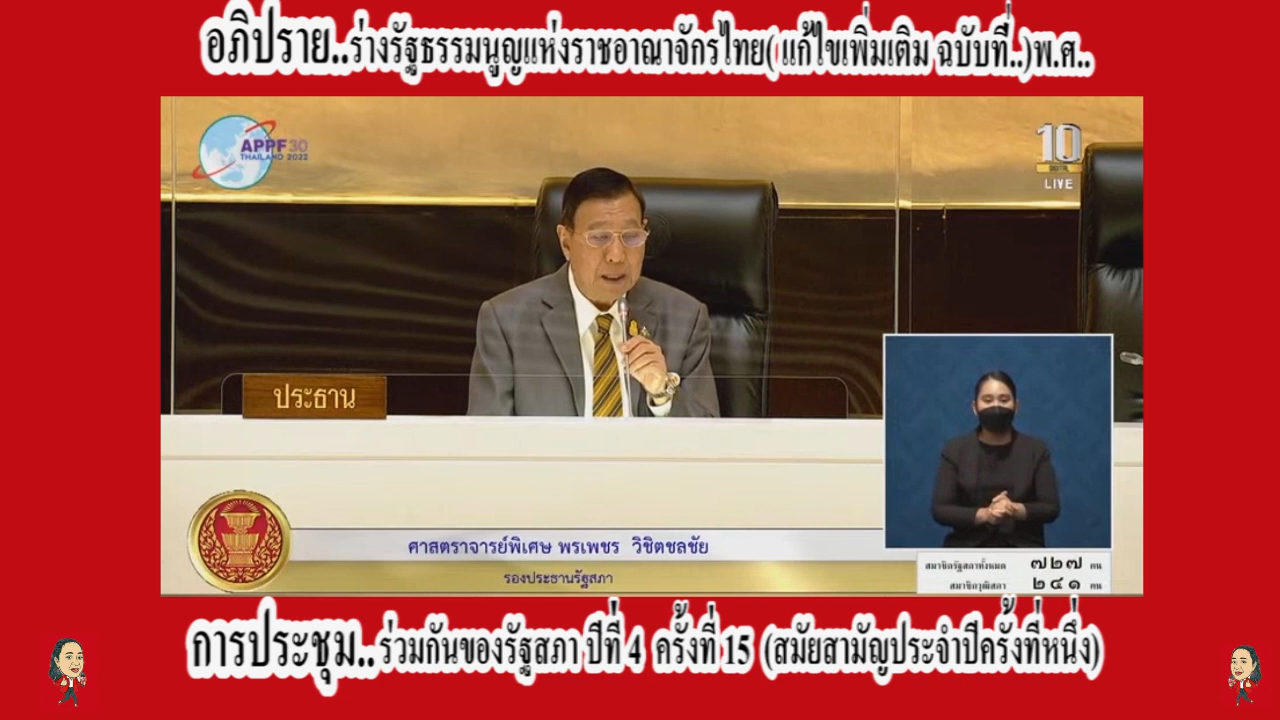 อภิปราย..ร่างรัฐธรรมนูญแห่งราชอาณาจักรไทย( แก้ไขเพิ่มเติม ฉบับที่..)พ.ศ..
APPF 30
THAILAND 2022
10
LIVE
ประธาน
ศาสตราจารย์พิเศษ พรเพชร วิชิตชลชัย
รองประธานรัฐสภา
สมาชิกรัฐสภาทั้งหมด ๗๒๗ คน
สมาชิกวุฒิสภา ๒๔๑ คน
การประชุม..ร่วมกันของรัฐสภา ปีที่ 4 ครั้งที่ 15 (สมัยสามัญประจำปีครั้งที่หนึ่ง)